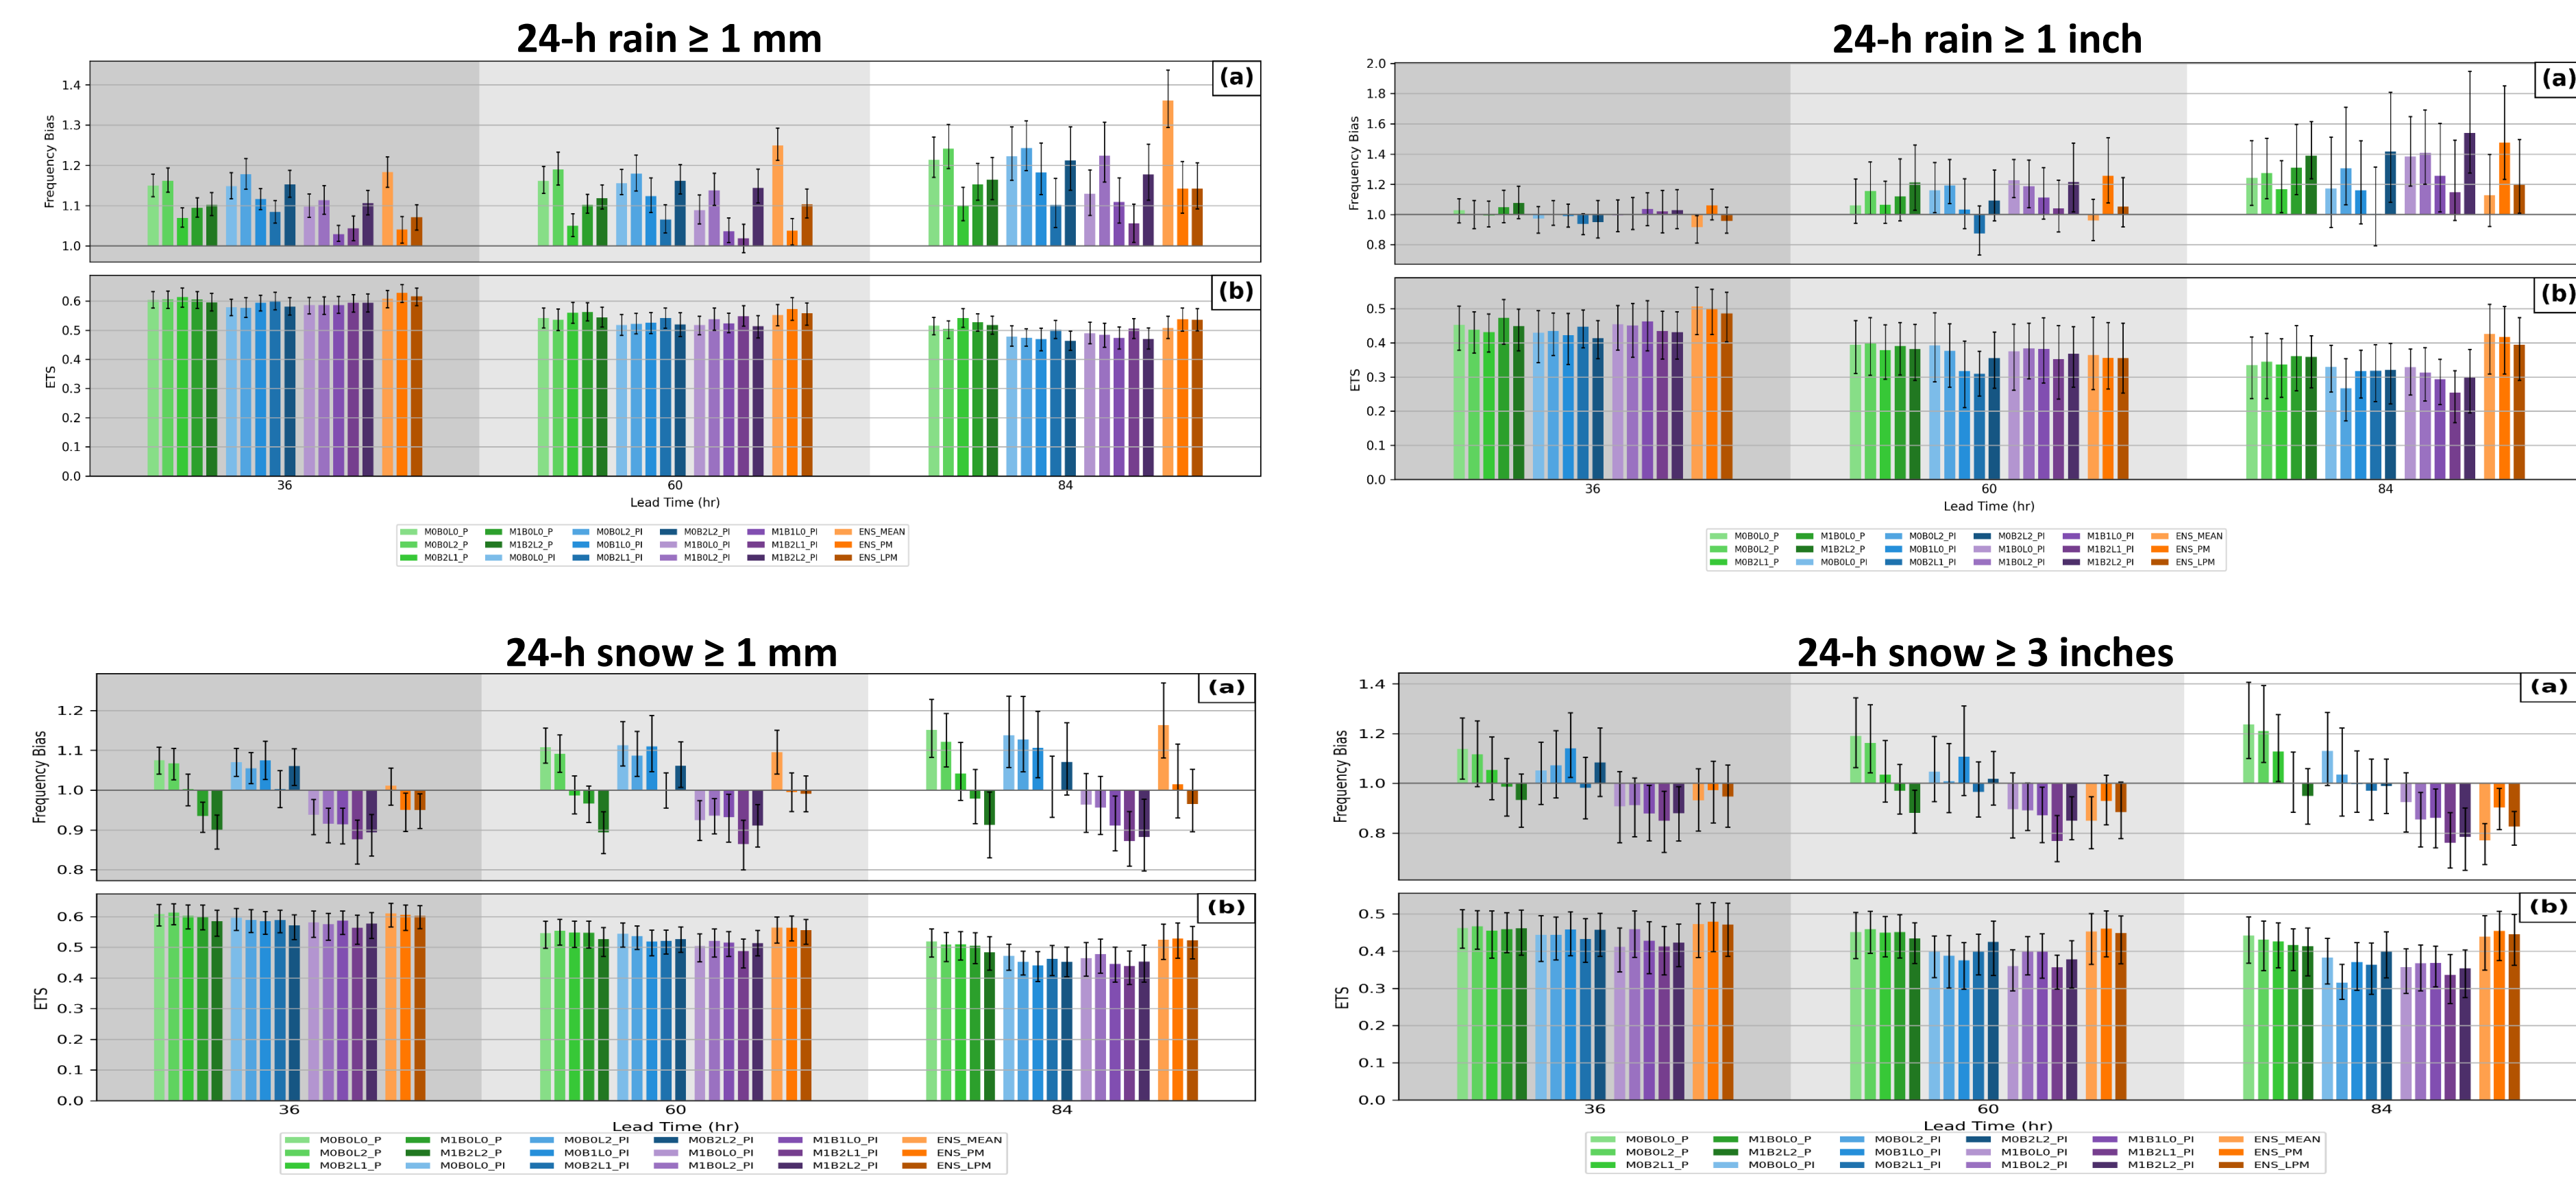 24-h rain ≥ 1 mm
(a)
1.4
1.3
1.2
1.1
1.0
Frequency Bias
(b)
0.6
0.5
0.4
0.3
0.2
0.1
0.0
ETS
36 60 84
Lead Time (hr)
M0B0L0_P M1B0L0_P M0B0L2_PI M0B2L2_PI M1B1L0_PI ENS_MEAN
M0B0L2_P M1B2L2_P M0B1L0_PI M1B0L0_PI M1B2L1_PI ENS_PM
M0B2L1_P M0B0L0_PI M0B2L1_PI M1B0L2_PI M1B2L2_PI ENS_LPM
24-h rain ≥ 1 inch
(a)
2.0
1.8
1.6
1.4
1.2
1.0
0.8
Frequency Bias
(b)
0.5
0.4
0.3
0.2
0.1
0.0
ETS
36 60 84
Lead Time (hr)
M0B0L0_P M1B0L0_P M0B0L2_PI M0B2L2_PI M1B1L0_PI ENS_MEAN
M0B0L2_P M1B2L2_P M0B1L0_PI M1B0L0_PI M1B2L1_PI ENS_PM
M0B2L1_P M0B0L0_PI M0B2L1_PI M1B0L2_PI M1B2L2_PI ENS_LPM
24-h snow ≥ 1 mm
(a)
1.2
1.1
1.0
0.9
0.8
Frequency Bias
(b)
0.6
0.5
0.4
0.3
0.2
0.1
0.0
ETS
36 60 84
Lead Time (hr)
M0B0L0_P M1B0L0_P M0B0L2_PI M0B2L2_PI M1B1L0_PI ENS_MEAN
M0B0L2_P M1B2L2_P M0B1L0_PI M1B0L0_PI M1B2L1_PI ENS_PM
M0B2L1_P M0B0L0_PI M0B2L1_PI M1B0L2_PI M1B2L2_PI ENS_LPM
24-h snow ≥ 3 inches
(a)
1.4
1.2
1.0
0.8
Frequency Bias
(b)
0.5
0.4
0.3
0.2
0.1
0.0
ETS
36 60 84
Lead Time (hr)
M0B0L0_P M1B0L0_P M0B0L2_PI M0B2L2_PI M1B1L0_PI ENS_MEAN
M0B0L2_P M1B2L2_P M0B1L0_PI M1B0L0_PI M1B2L1_PI ENS_PM
M0B2L1_P M0B0L0_PI M0B2L1_PI M1B0L2_PI M1B2L2_PI ENS_LPM